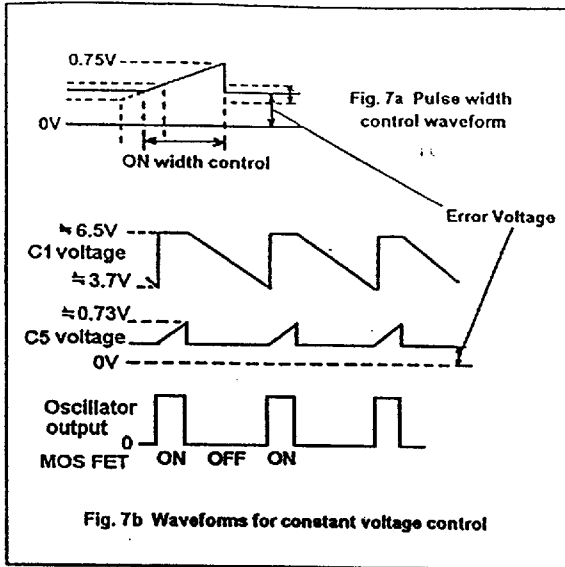 0.75V
0V
ON width control
Fig. 7a Pulse width
control waveform
Error Voltage
≒6.5V
C1 voltage
≒3.7V
≒0.73V
C5 voltage
0V
Oscillator
output
0
MOS FET ON OFF ON
Fig. 7b Waveforms for constant voltage control